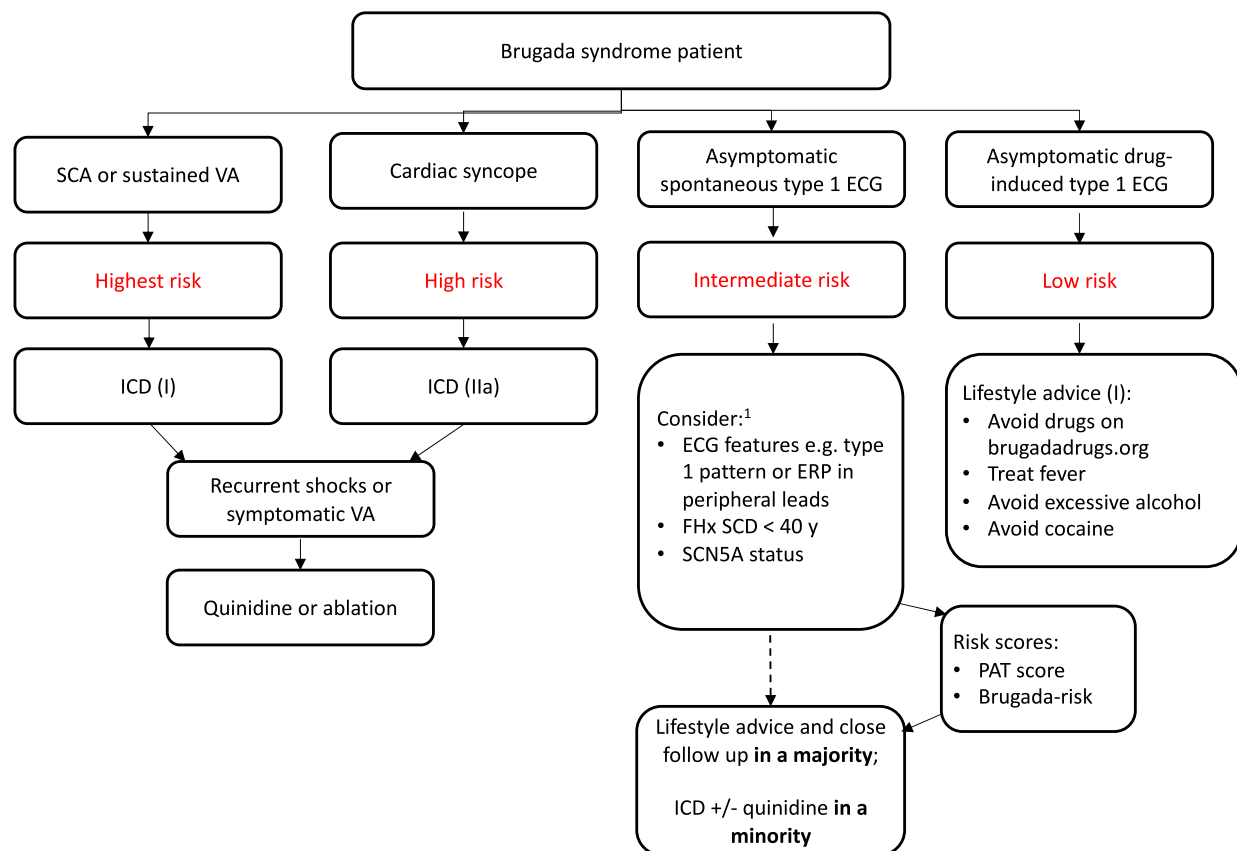 Brugada syndrome patient
SCA or sustained VA
Cardiac syncope
Asymptomatic
spontaneous type 1 ECG
Asymptomatic drug-
induced type 1 ECG
Highest risk
High risk
Intermediate risk
Low risk
ICD (I)
ICD (IIa)
Recurrent shocks or
symptomatic VA
Quinidine or ablation
Consider:1
• ECG features e.g. type
1 pattern or ERP in
peripheral leads
• FHx SCD < 40 y
• SCN5A status
Lifestyle advice (I):
• Avoid drugs on
brugadadrugs.org
• Treat fever
• Avoid excessive alcohol
• Avoid cocaine
Risk scores:
• PAT score
• Brugada-risk
Lifestyle advice and close
follow up in a majority;
ICD +/- quinidine in a
minority